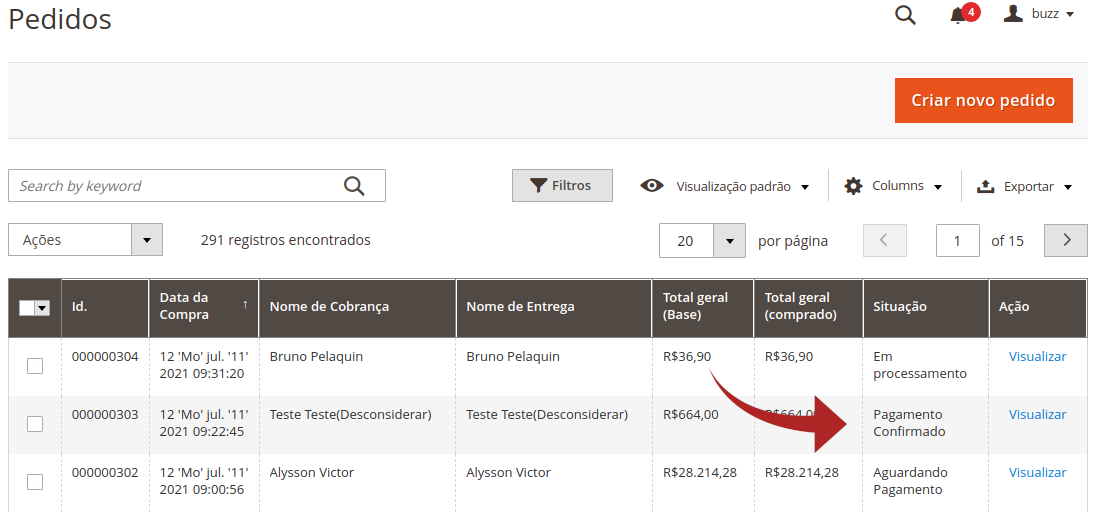 Pedidos
4
buzz
Criar novo pedido
Search by keyword
Filtros
Visualização padrão
Columns
Exportar
Ações
291 registros encontrados
20
por página
1
of 15
Id.
Data da
Compra
↑
Nome de Cobrança
Nome de Entrega
Total geral
(Base)
Total geral
(comprado)
Situação
Ação
000000304
12 'Mo' jul. '11'
2021 09:31:20
Bruno Pelaquin
Bruno Pelaquin
R$36,90
R$36,90
Em
processamento
Visualizar
000000303
12 'Mo' jul. '11'
2021 09:22:45
Teste Teste(Desconsiderar)
Teste Teste(Desconsiderar)
R$664,00
Pagamento
Confirmado
Visualizar
000000302
12 'Mo' jul. '11'
2021 09:00:56
Alysson Victor
Alysson Victor
R$28.214,28
R$28.214,28
Aguardando
Pagamento
Visualizar